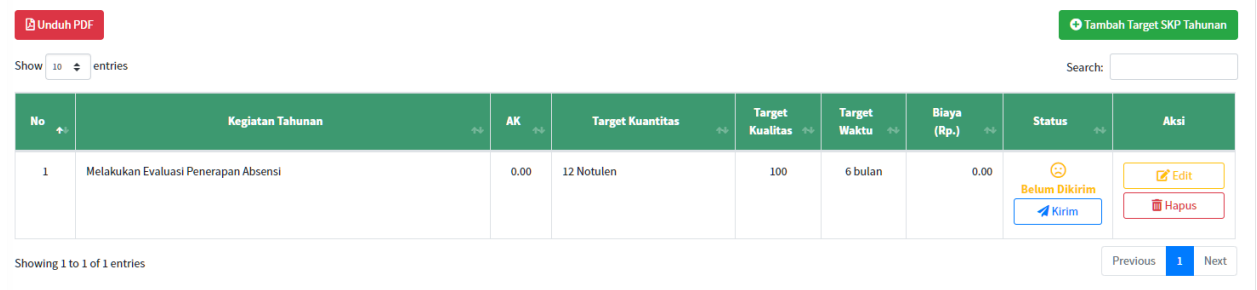 Unduh PDF
Tambah Target SKP Tahunan
Show 10 entries
Search:
No
Kegiatan Tahunan
AK
Target Kuantitas
Target
Kualitas
Target
Waktu
Biaya
(Rp.)
Status
Aksi
1
Melakukan Evaluasi Penerapan Absensi
0.00
12 Notulen
100
6 bulan
0.00
Belum Dikirim
Kirim
Edit
Hapus
Showing 1 to 1 of 1 entries
Previous 1 Next